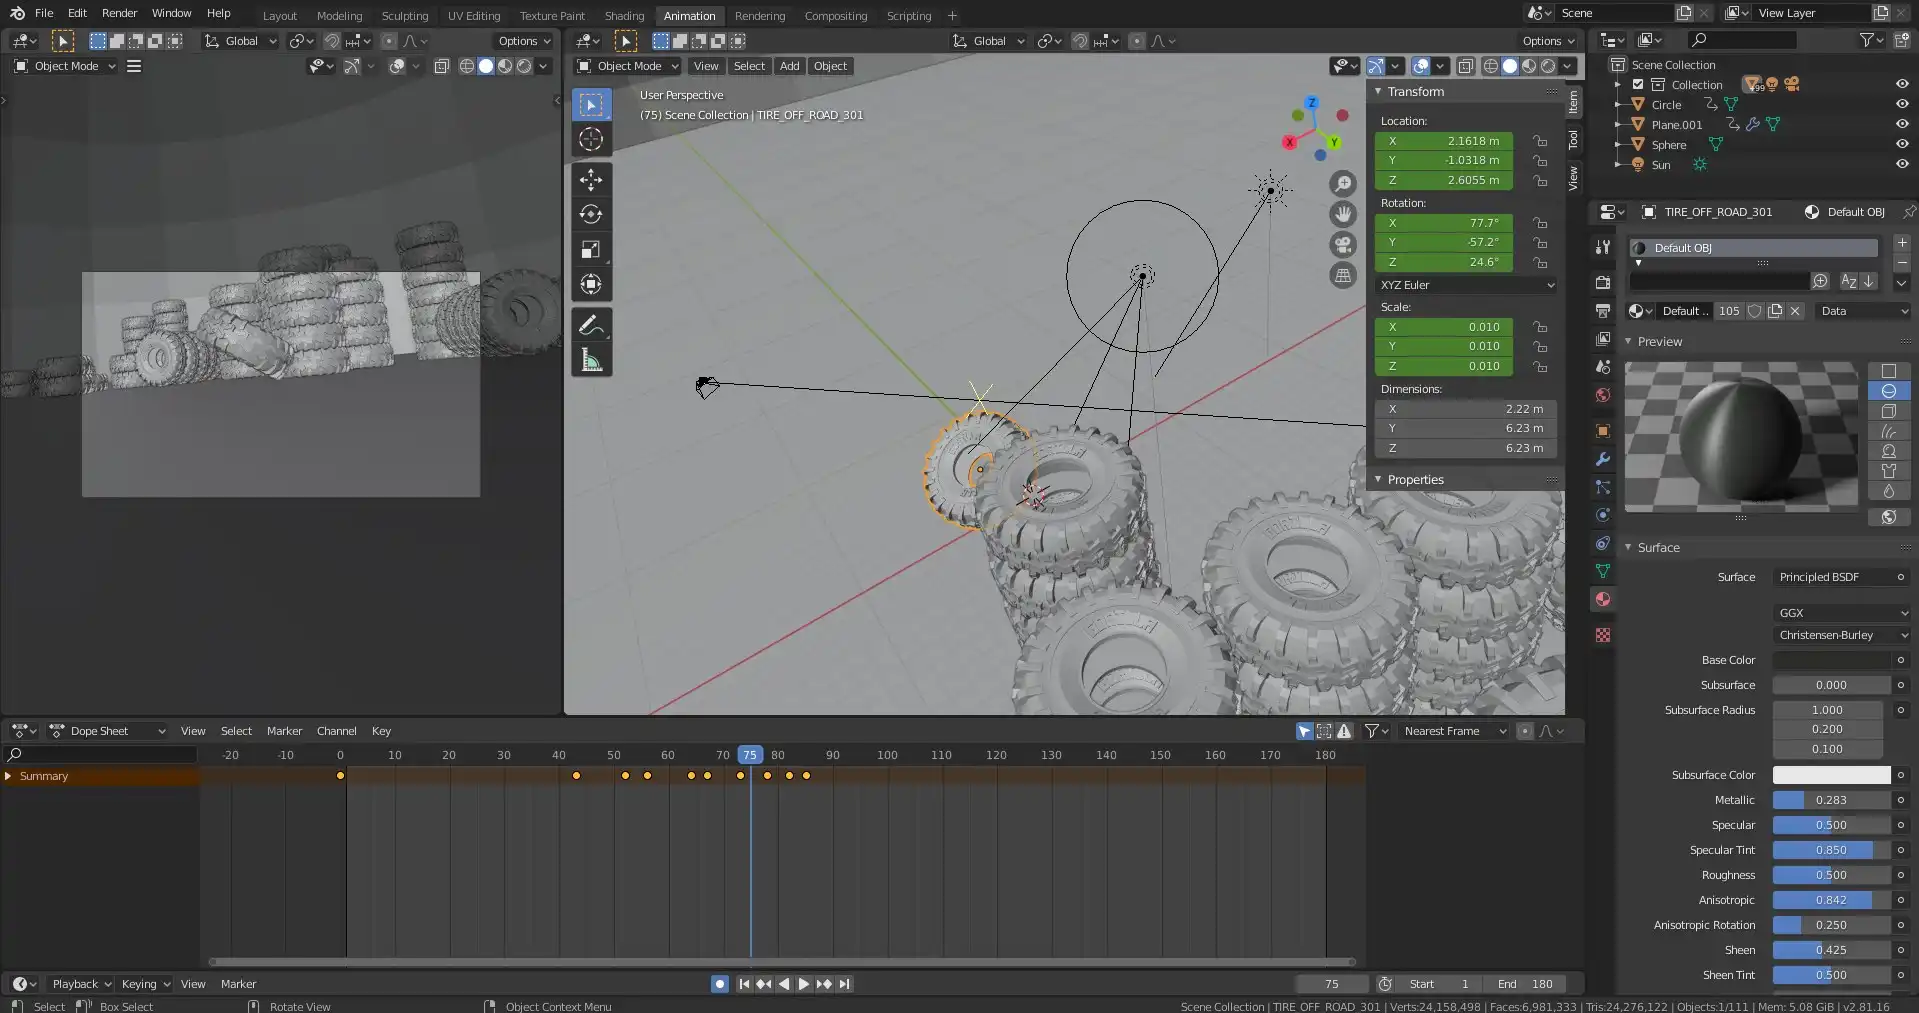 File Edit Render Window Help
Layout Modeling Sculpting UV Editing Texture Paint Shading Animation Rendering Compositing Scripting +
Scene
View Layer
Global
Options
Global
Options
Object Mode
Object Mode View Select Add Object
User Perspective
(75) Scene Collection | TIRE_OFF_ROAD_301
Z
X
Y
Transform
Location:
X 2.1618 m
Y -1.0318 m
Z 2.6055 m
Rotation:
X 77.7°
Y -57.2°
Z 24.6°
XYZ Euler
Scale:
X 0.010
Y 0.010
Z 0.010
Dimensions:
X 2.22 m
Y 6.23 m
Z 6.23 m
Properties
Item
Tool
View
Scene Collection
Collection
Circle
Plane.001
Sphere
Sun
TIRE_OFF_ROAD_301 Default OBJ
Default OBJ
Default .. 105 Data
Preview
Surface
Surface Principled BSDF
GGX
Christensen-Burley
Base Color
Subsurface 0.000
Subsurface Radius 1.000
0.200
0.100
Subsurface Color
Metallic 0.283
Specular 0.500
Specular Tint 0.850
Roughness 0.500
Anisotropic 0.842
Anisotropic Rotation 0.250
Sheen 0.425
Sheen Tint 0.500
Dope Sheet View Select Marker Channel Key
Nearest Frame
-20 -10 0 10 20 30 40 50 60 70 75 80 90 100 110 120 130 140 150 160 170 180
Summary
Playback Keying View Marker
75 Start 1 End 180
Select Box Select Rotate View Object Context Menu
Scene Collection | TIRE_OFF_ROAD_301 | Verts:24,158,498 | Faces:6,981,333 | Tris:24,276,122 | Objects:1/111 | Mem: 5.08 GiB | v2.81.16